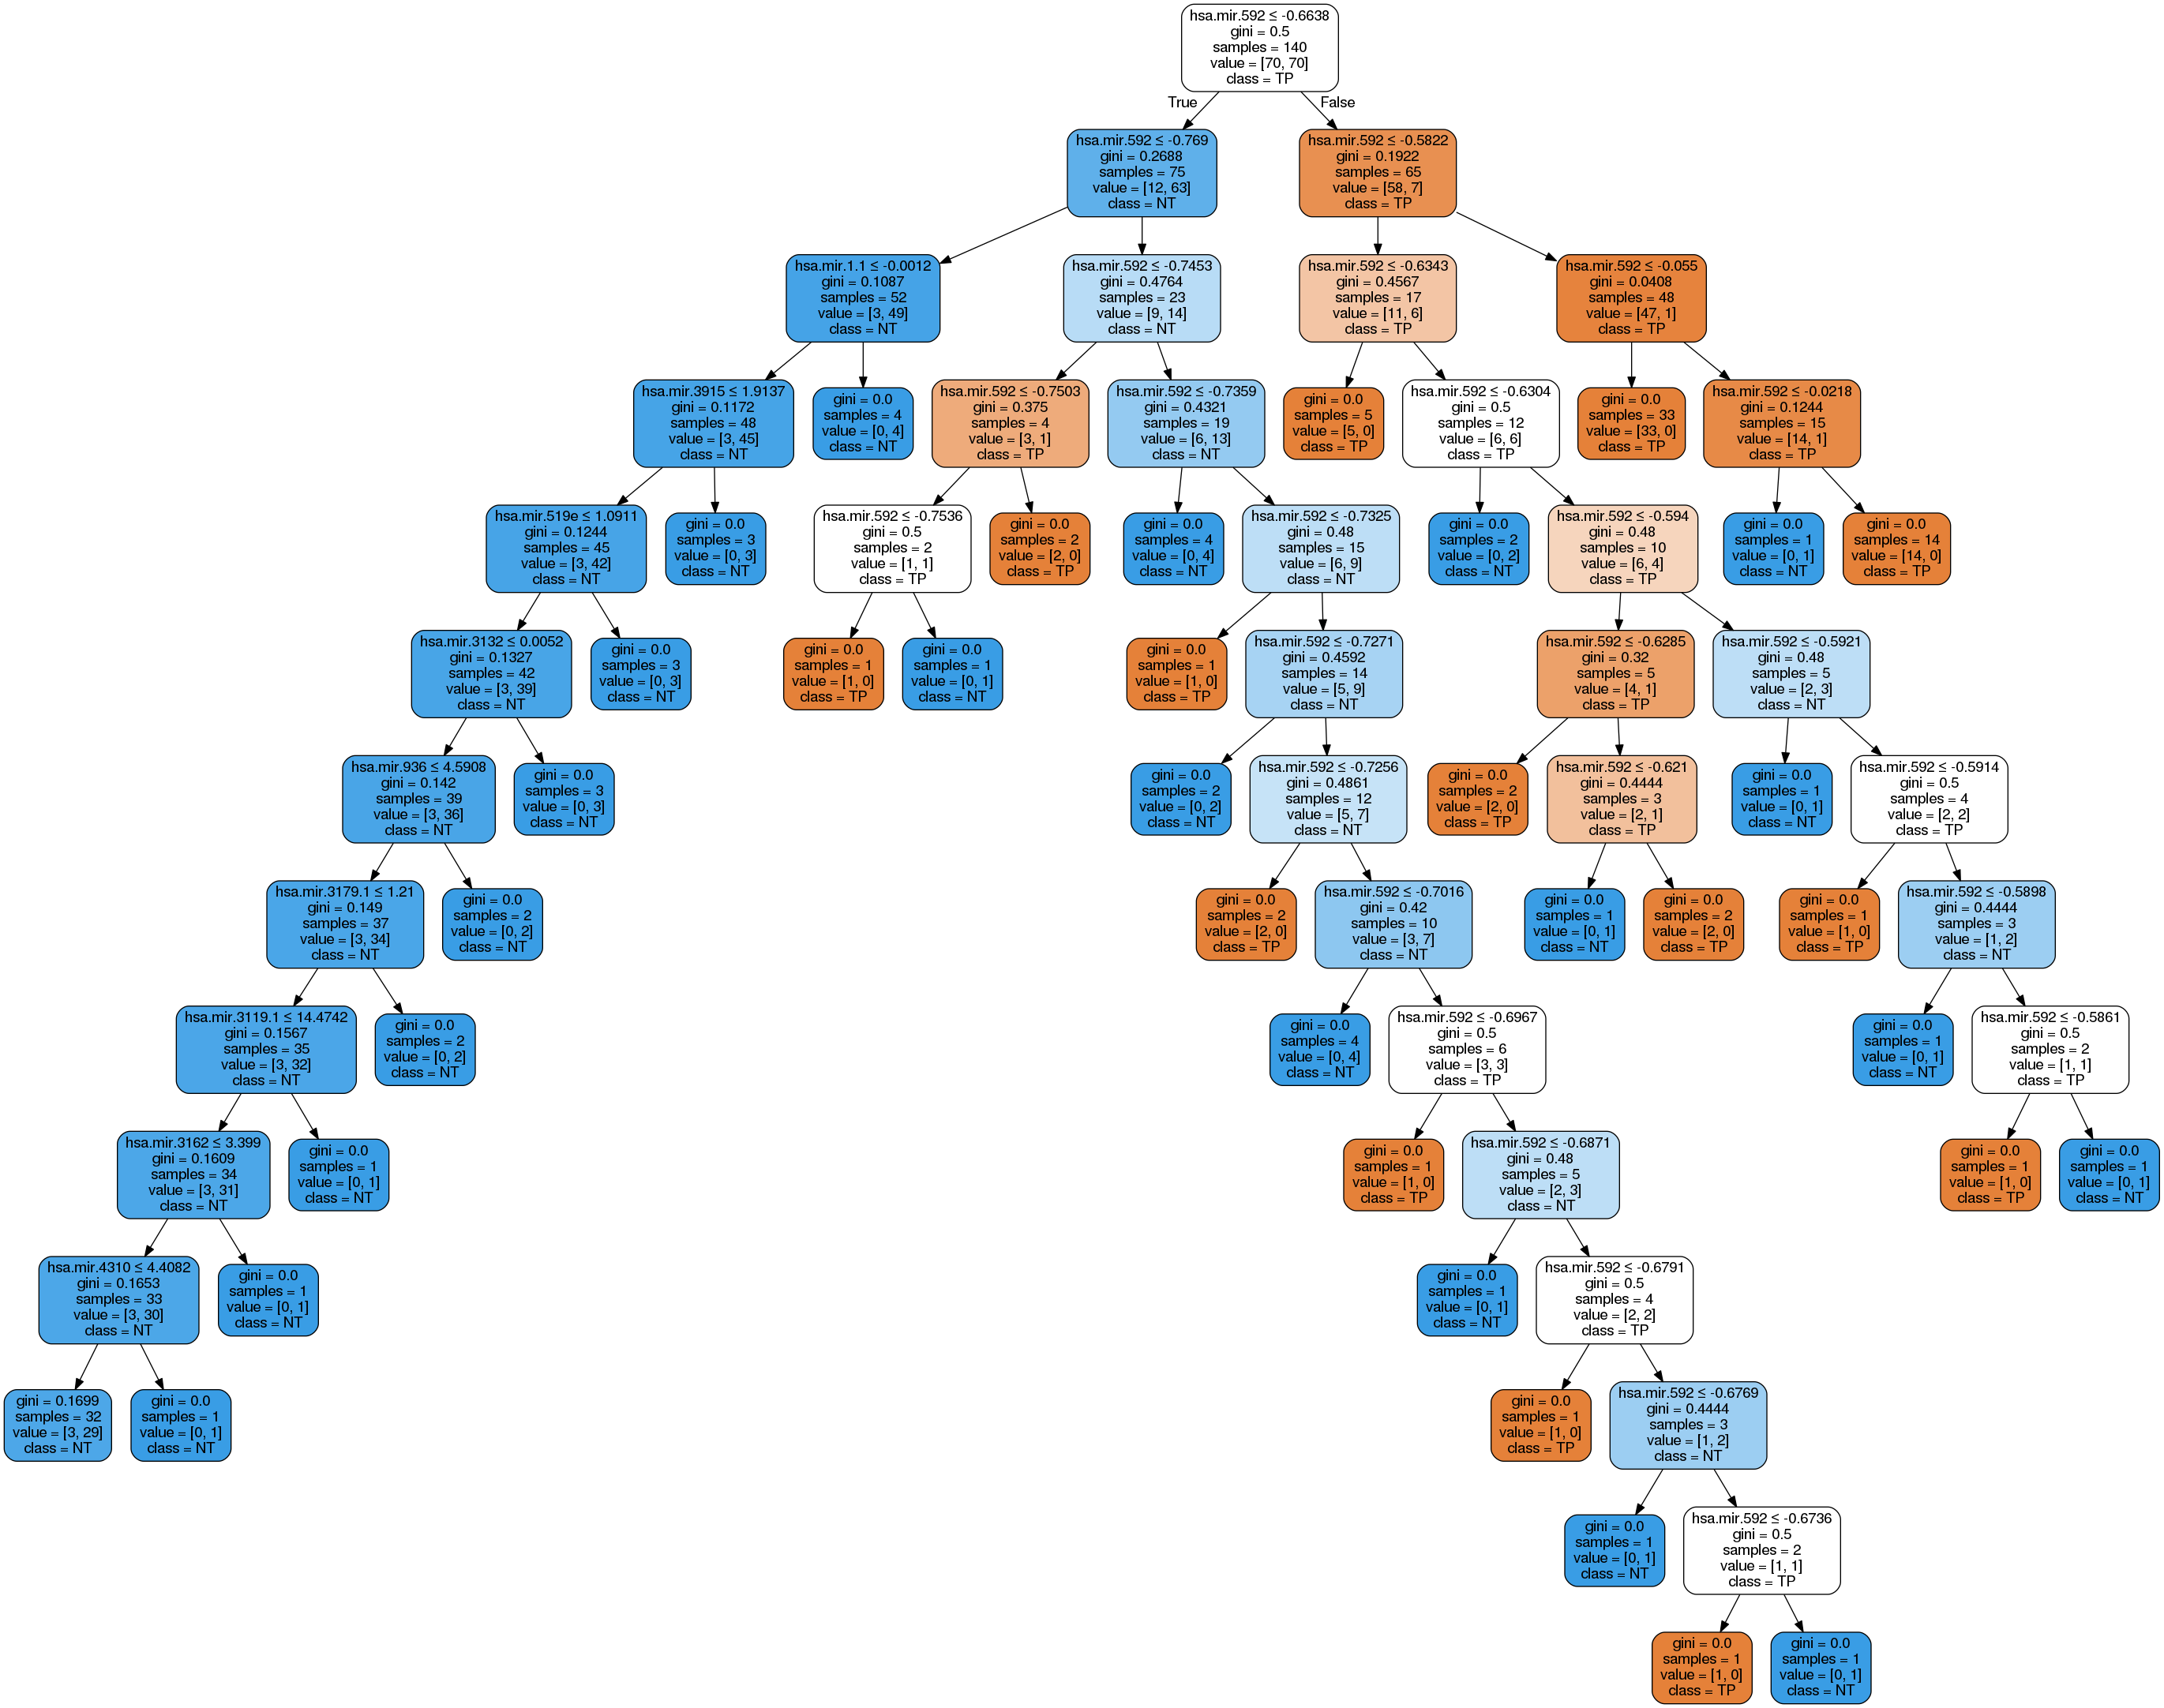 hsa.mir.592 ≤ -0.6638
gini = 0.5
samples = 140
value = [70, 70]
class = TP
True
False
hsa.mir.592 ≤ -0.769
gini = 0.2688
samples = 75
value = [12, 63]
class = NT
hsa.mir.592 ≤ -0.5822
gini = 0.1922
samples = 65
value = [58, 7]
class = TP
hsa.mir.1.1 ≤ -0.0012
gini = 0.1087
samples = 52
value = [3, 49]
class = NT
hsa.mir.592 ≤ -0.7453
gini = 0.4764
samples = 23
value = [9, 14]
class = NT
hsa.mir.592 ≤ -0.6343
gini = 0.4567
samples = 17
value = [11, 6]
class = TP
hsa.mir.592 ≤ -0.055
gini = 0.0408
samples = 48
value = [47, 1]
class = TP
hsa.mir.3915 ≤ 1.9137
gini = 0.1172
samples = 48
value = [3, 45]
class = NT
gini = 0.0
samples = 4
value = [0, 4]
class = NT
hsa.mir.592 ≤ -0.7503
gini = 0.375
samples = 4
value = [3, 1]
class = TP
hsa.mir.592 ≤ -0.7359
gini = 0.4321
samples = 19
value = [6, 13]
class = NT
gini = 0.0
samples = 5
value = [5, 0]
class = TP
hsa.mir.592 ≤ -0.6304
gini = 0.5
samples = 12
value = [6, 6]
class = TP
gini = 0.0
samples = 33
value = [33, 0]
class = TP
hsa.mir.592 ≤ -0.0218
gini = 0.1244
samples = 15
value = [14, 1]
class = TP
hsa.mir.519e ≤ 1.0911
gini = 0.1244
samples = 45
value = [3, 42]
class = NT
gini = 0.0
samples = 3
value = [0, 3]
class = NT
hsa.mir.592 ≤ -0.7536
gini = 0.5
samples = 2
value = [1, 1]
class = TP
gini = 0.0
samples = 2
value = [2, 0]
class = TP
gini = 0.0
samples = 4
value = [0, 4]
class = NT
hsa.mir.592 ≤ -0.7325
gini = 0.48
samples = 15
value = [6, 9]
class = NT
gini = 0.0
samples = 2
value = [0, 2]
class = NT
hsa.mir.592 ≤ -0.594
gini = 0.48
samples = 10
value = [6, 4]
class = TP
gini = 0.0
samples = 1
value = [0, 1]
class = NT
gini = 0.0
samples = 14
value = [14, 0]
class = TP
hsa.mir.3132 ≤ 0.0052
gini = 0.1327
samples = 42
value = [3, 39]
class = NT
gini = 0.0
samples = 3
value = [0, 3]
class = NT
gini = 0.0
samples = 1
value = [1, 0]
class = TP
gini = 0.0
samples = 1
value = [0, 1]
class = NT
gini = 0.0
samples = 1
value = [1, 0]
class = TP
hsa.mir.592 ≤ -0.7271
gini = 0.4592
samples = 14
value = [5, 9]
class = NT
hsa.mir.592 ≤ -0.6285
gini = 0.32
samples = 5
value = [4, 1]
class = TP
hsa.mir.592 ≤ -0.5921
gini = 0.48
samples = 5
value = [2, 3]
class = NT
hsa.mir.936 ≤ 4.5908
gini = 0.142
samples = 39
value = [3, 36]
class = NT
gini = 0.0
samples = 3
value = [0, 3]
class = NT
gini = 0.0
samples = 2
value = [0, 2]
class = NT
hsa.mir.592 ≤ -0.7256
gini = 0.4861
samples = 12
value = [5, 7]
class = NT
gini = 0.0
samples = 2
value = [2, 0]
class = TP
hsa.mir.592 ≤ -0.621
gini = 0.4444
samples = 3
value = [2, 1]
class = TP
gini = 0.0
samples = 1
value = [0, 1]
class = NT
hsa.mir.592 ≤ -0.5914
gini = 0.5
samples = 4
value = [2, 2]
class = TP
hsa.mir.3179.1 ≤ 1.21
gini = 0.149
samples = 37
value = [3, 34]
class = NT
gini = 0.0
samples = 2
value = [0, 2]
class = NT
gini = 0.0
samples = 2
value = [2, 0]
class = TP
hsa.mir.592 ≤ -0.7016
gini = 0.42
samples = 10
value = [3, 7]
class = NT
gini = 0.0
samples = 1
value = [0, 1]
class = NT
gini = 0.0
samples = 2
value = [2, 0]
class = TP
gini = 0.0
samples = 1
value = [1, 0]
class = TP
hsa.mir.592 ≤ -0.5898
gini = 0.4444
samples = 3
value = [1, 2]
class = NT
hsa.mir.3119.1 ≤ 14.4742
gini = 0.1567
samples = 35
value = [3, 32]
class = NT
gini = 0.0
samples = 2
value = [0, 2]
class = NT
gini = 0.0
samples = 4
value = [0, 4]
class = NT
hsa.mir.592 ≤ -0.6967
gini = 0.5
samples = 6
value = [3, 3]
class = TP
gini = 0.0
samples = 1
value = [0, 1]
class = NT
hsa.mir.592 ≤ -0.5861
gini = 0.5
samples = 2
value = [1, 1]
class = TP
hsa.mir.3162 ≤ 3.399
gini = 0.1609
samples = 34
value = [3, 31]
class = NT
gini = 0.0
samples = 1
value = [0, 1]
class = NT
gini = 0.0
samples = 1
value = [1, 0]
class = TP
hsa.mir.592 ≤ -0.6871
gini = 0.48
samples = 5
value = [2, 3]
class = NT
gini = 0.0
samples = 1
value = [1, 0]
class = TP
gini = 0.0
samples = 1
value = [0, 1]
class = NT
hsa.mir.4310 ≤ 4.4082
gini = 0.1653
samples = 33
value = [3, 30]
class = NT
gini = 0.0
samples = 1
value = [0, 1]
class = NT
gini = 0.0
samples = 1
value = [0, 1]
class = NT
hsa.mir.592 ≤ -0.6791
gini = 0.5
samples = 4
value = [2, 2]
class = TP
gini = 0.1699
samples = 32
value = [3, 29]
class = NT
gini = 0.0
samples = 1
value = [0, 1]
class = NT
gini = 0.0
samples = 1
value = [1, 0]
class = TP
hsa.mir.592 ≤ -0.6769
gini = 0.4444
samples = 3
value = [1, 2]
class = NT
gini = 0.0
samples = 1
value = [0, 1]
class = NT
hsa.mir.592 ≤ -0.6736
gini = 0.5
samples = 2
value = [1, 1]
class = TP
gini = 0.0
samples = 1
value = [1, 0]
class = TP
gini = 0.0
samples = 1
value = [0, 1]
class = NT